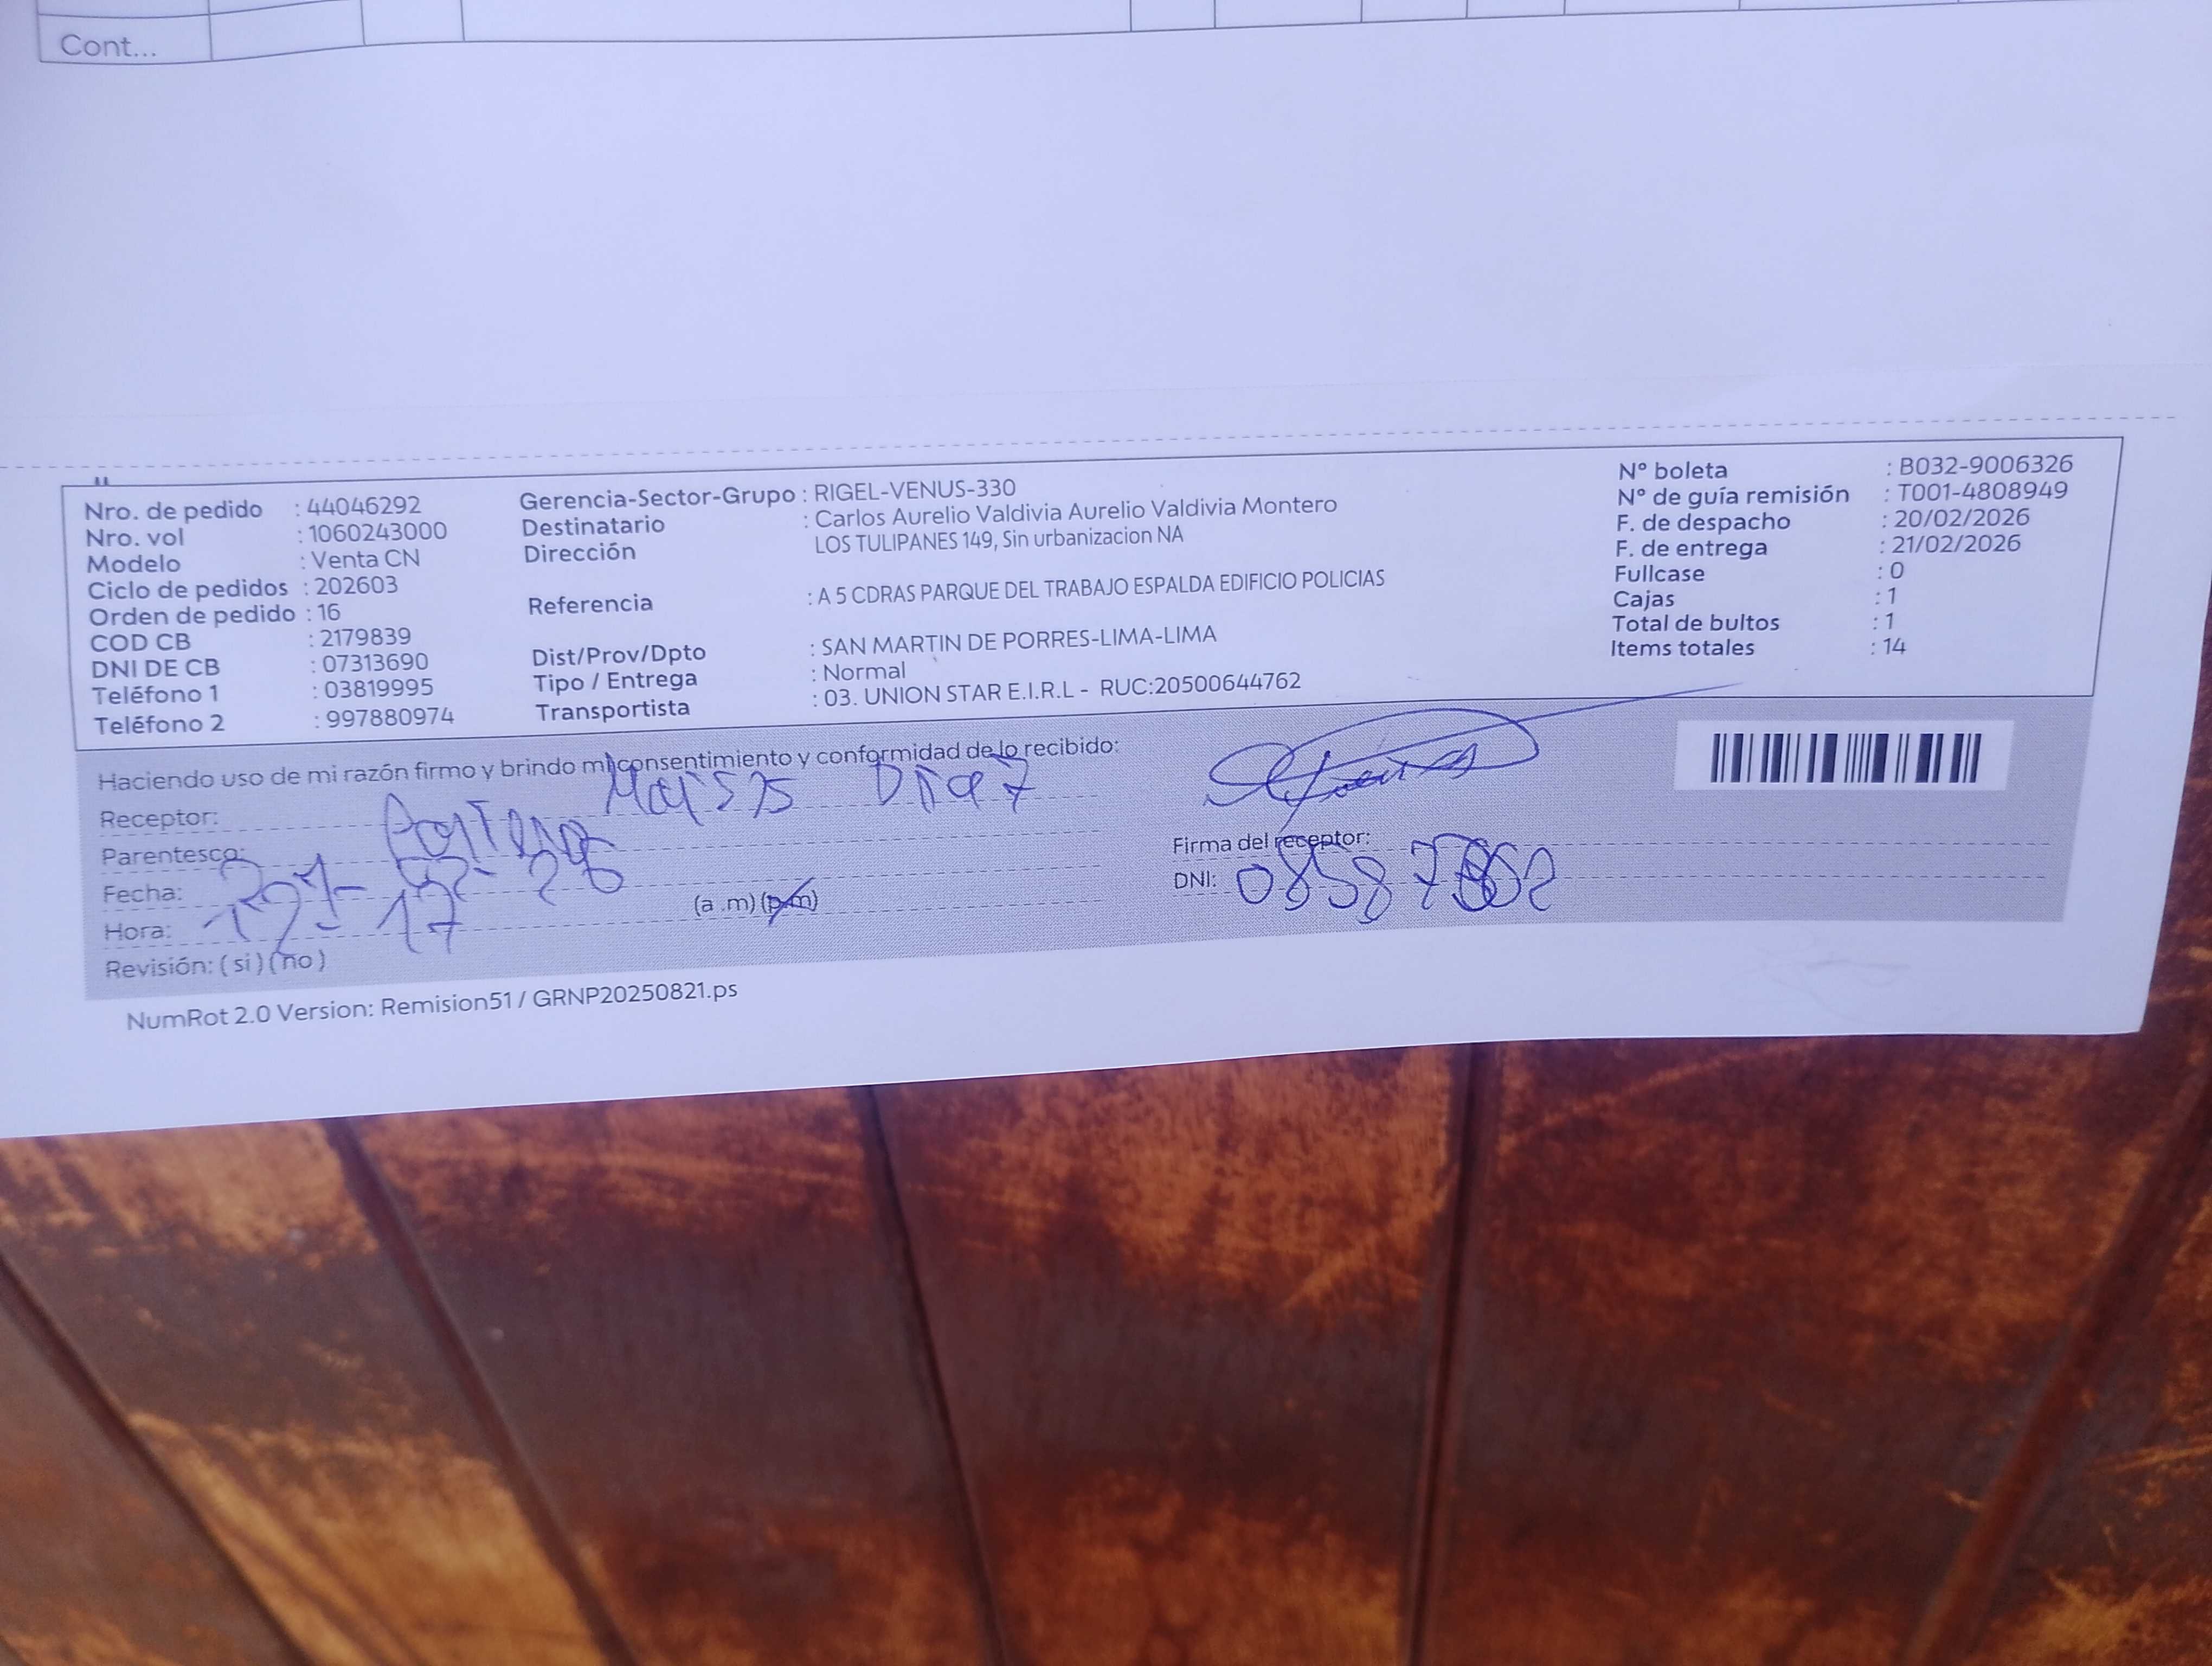 Cont...
Nro. de pedido : 44046292
Nro. vol : 1060243000
Modelo : Venta CN
Ciclo de pedidos : 202603
Orden de pedido : 16
COD CB : 2179839
DNI DE CB : 07313690
Teléfono 1 : 03819995
Teléfono 2 : 997880974
Gerencia-Sector-Grupo : RIGEL-VENUS-330
Destinatario : Carlos Aurelio Valdivia Aurelio Valdivia Montero
Dirección LOS TULIPANES 149, Sin urbanizacion NA
Referencia : A 5 CDRAS PARQUE DEL TRABAJO ESPALDA EDIFICIO POLICIAS
Dist/Prov/Dpto : SAN MARTIN DE PORRES-LIMA-LIMA
Tipo / Entrega : Normal
Transportista : 03. UNION STAR E.I.R.L - RUC:20500644762
N° boleta : B032-9006326
N° de guía remisión : T001-4808949
F. de despacho : 20/02/2026
F. de entrega : 21/02/2026
Fullcase : 0
Cajas : 1
Total de bultos : 1
Items totales : 14
Haciendo uso de mi razón firmo y brindo mi consentimiento y conformidad de lo recibido:
Receptor:
Parentesco:
Fecha:
Hora: (a .m) (p.m)
Revisión: ( si ) ( no )
Firma del receptor:
DNI:
NumRot 2.0 Version: Remision51 / GRNP20250821.ps